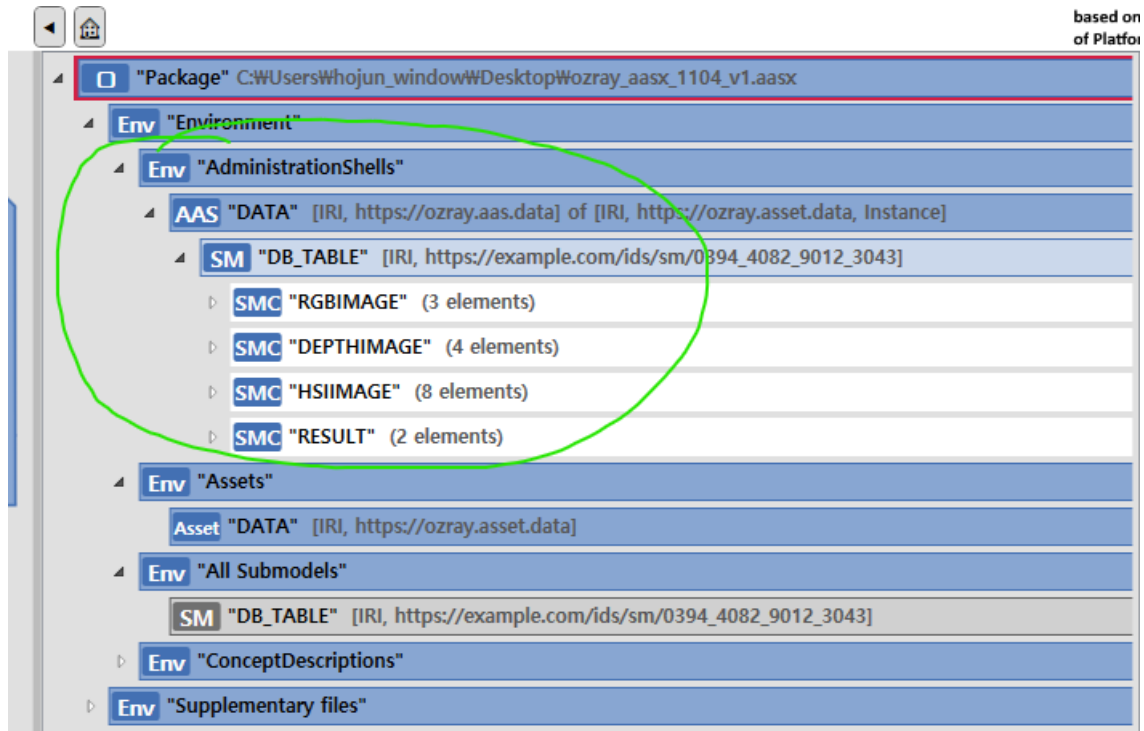 based on
of Platfor
"Package" C:₩Users₩hojun_window₩Desktop₩ozray_aasx_1104_v1.aasx
Env "Environment"
Env "AdministrationShells"
AAS "DATA" [IRI, https://ozray.aas.data] of [IRI, https://ozray.asset.data, Instance]
SM "DB_TABLE" [IRI, https://example.com/ids/sm/0394_4082_9012_3043]
SMC "RGBIMAGE" (3 elements)
SMC "DEPTHIMAGE" (4 elements)
SMC "HSIIMAGE" (8 elements)
SMC "RESULT" (2 elements)
Env "Assets"
Asset "DATA" [IRI, https://ozray.asset.data]
Env "All Submodels"
SM "DB_TABLE" [IRI, https://example.com/ids/sm/0394_4082_9012_3043]
Env "ConceptDescriptions"
Env "Supplementary files"